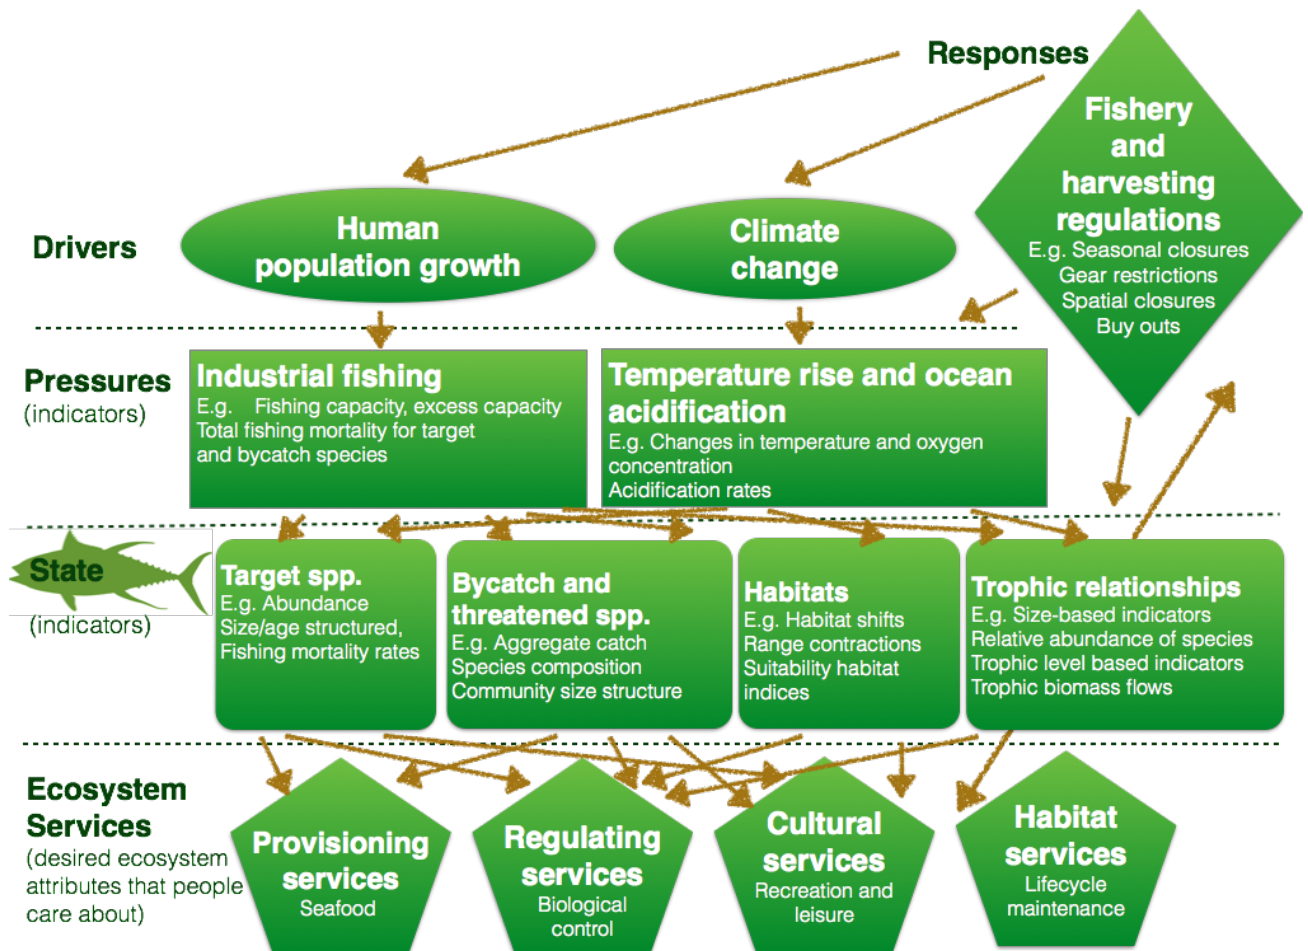 Responses
Fishery
and
harvesting
regulations
E.g. Seasonal closures
Gear restrictions
Spatial closures
Buy outs
Drivers
Human
population growth
Climate
change
Pressures
(indicators)
Industrial fishing
E.g. Fishing capacity, excess capacity
Total fishing mortality for target
and bycatch species
Temperature rise and ocean
acidification
E.g. Changes in temperature and oxygen
concentration
Acidification rates
State
(indicators)
Target spp.
E.g. Abundance
Size/age structured,
Fishing mortality rates
Bycatch and
threatened spp.
E.g. Aggregate catch
Species composition
Community size structure
Habitats
E.g. Habitat shifts
Range contractions
Suitability habitat
indices
Trophic relationships
E.g. Size-based indicators
Relative abundance of species
Trophic level based indicators
Trophic biomass flows
Ecosystem
Services
(desired ecosystem
attributes that people
care about)
Provisioning
services
Seafood
Regulating
services
Biological
control
Cultural
services
Recreation and
leisure
Habitat
services
Lifecycle
maintenance